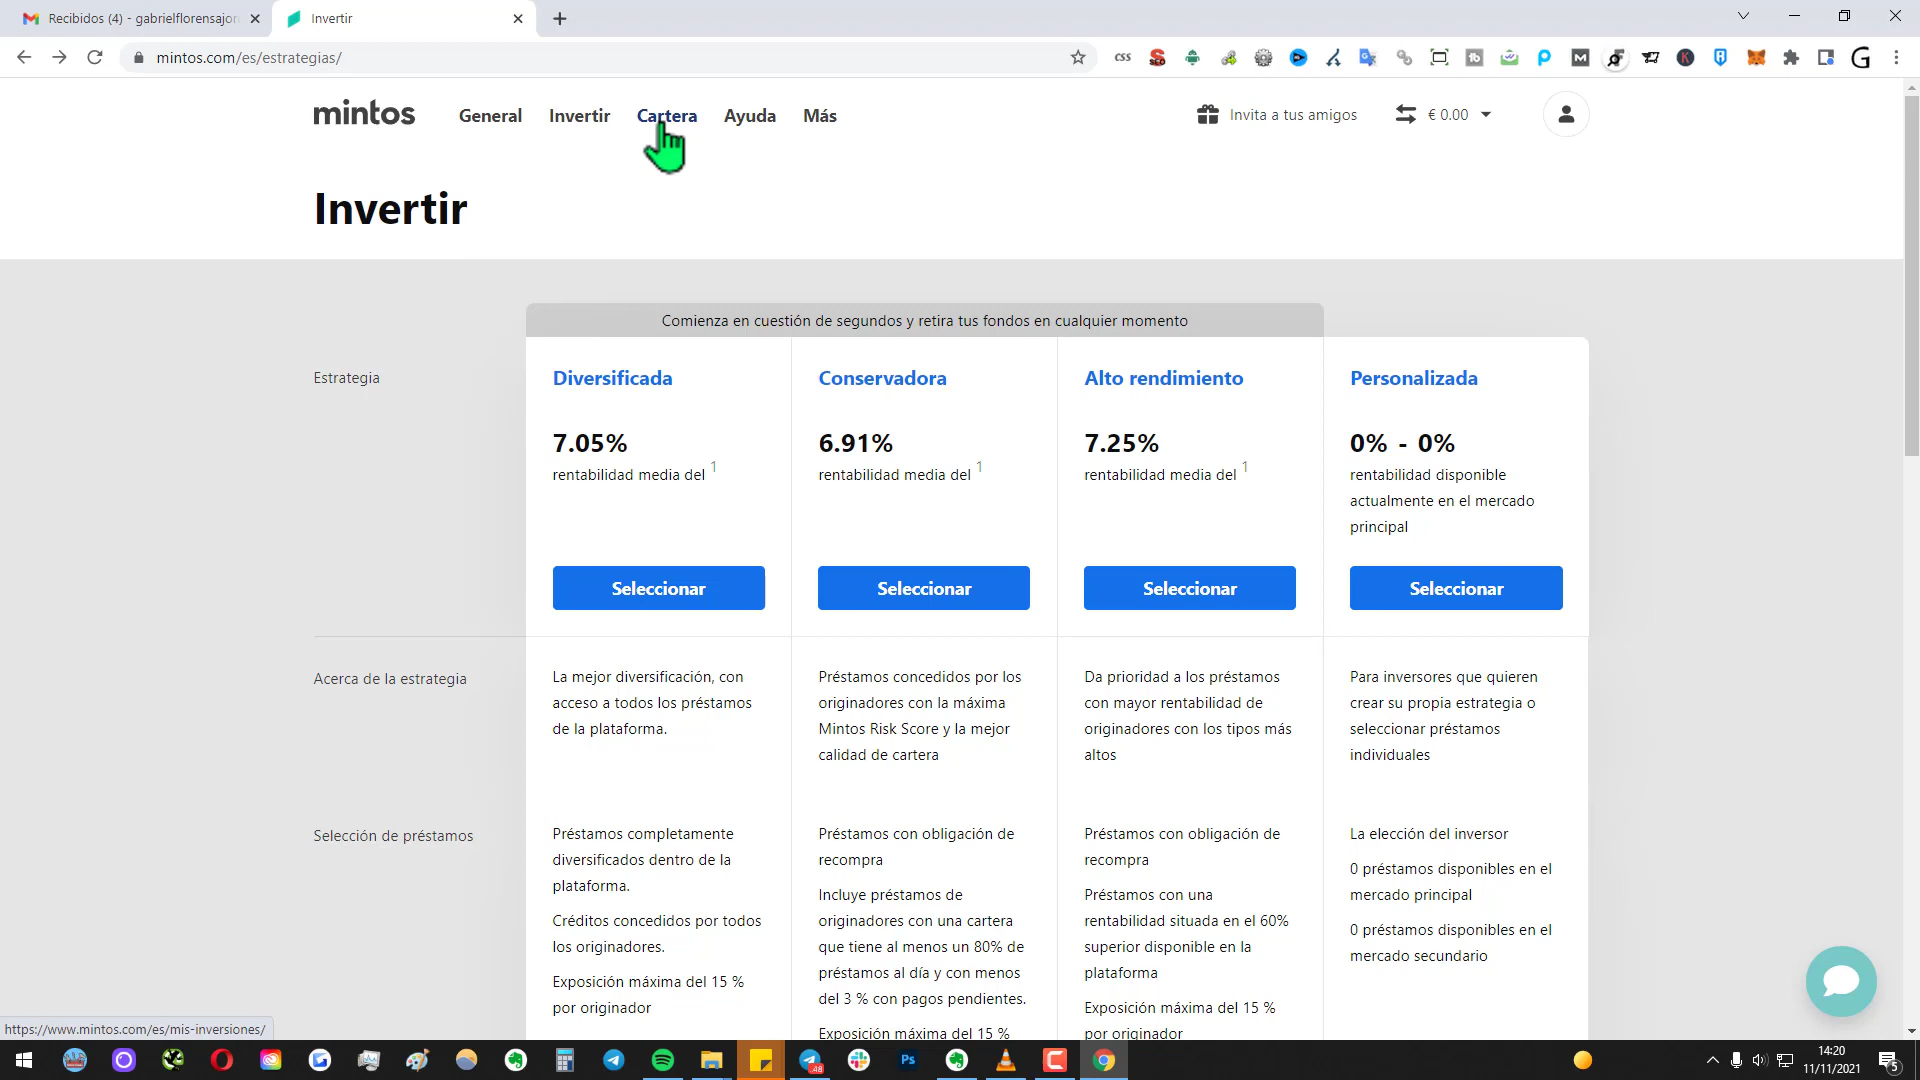 Recibidos (4) - gabrielflorensajor
Invertir
mintos.com/es/estrategias/
mintos
General
Invertir
Cartera
Ayuda
Más
Invita a tus amigos
€ 0.00
Invertir
Comienza en cuestión de segundos y retira tus fondos en cualquier momento
Estrategia
Diversificada
Conservadora
Alto rendimiento
Personalizada
7.05%
6.91%
7.25%
0% - 0%
rentabilidad media del 1
rentabilidad media del 1
rentabilidad media del 1
rentabilidad disponible
actualmente en el mercado
principal
Seleccionar
Seleccionar
Seleccionar
Seleccionar
Acerca de la estrategia
La mejor diversificación, con
acceso a todos los préstamos
de la plataforma.
Préstamos concedidos por los
originadores con la máxima
Mintos Risk Score y la mejor
calidad de cartera
Da prioridad a los préstamos
con mayor rentabilidad de
originadores con los tipos más
altos
Para inversores que quieren
crear su propia estrategia o
seleccionar préstamos
individuales
Selección de préstamos
Préstamos completamente
diversificados dentro de la
plataforma.
Créditos concedidos por todos
los originadores.
Exposición máxima del 15 %
por originador
Préstamos con obligación de
recompra
Incluye préstamos de
originadores con una cartera
que tiene al menos un 80% de
préstamos al día y con menos
del 3 % con pagos pendientes.
Exposición máxima del 15 %
Préstamos con obligación de
recompra
Préstamos con una
rentabilidad situada en el 60%
superior disponible en la
plataforma
Exposición máxima del 15 %
por originador
La elección del inversor
0 préstamos disponibles en el
mercado principal
0 préstamos disponibles en el
mercado secundario
https://www.mintos.com/es/mis-inversiones/
14:20
11/11/2021